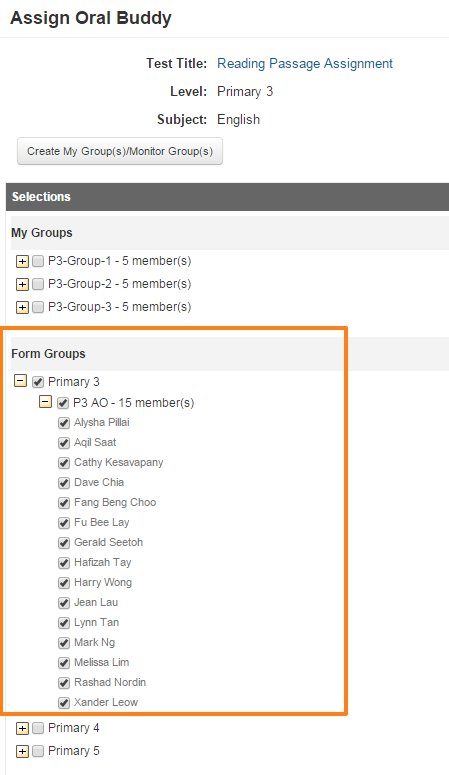 Assign Oral Buddy
Test Title: Reading Passage Assignment
Level: Primary 3
Subject: English
Create My Group(s)/Monitor Group(s)
Selections
My Groups
P3-Group-1 - 5 member(s)
P3-Group-2 - 5 member(s)
P3-Group-3 - 5 member(s)
Form Groups
Primary 3
P3 AO - 15 member(s)
Alysha Pillai
Aqil Saat
Cathy Kesavapany
Dave Chia
Fang Beng Choo
Fu Bee Lay
Gerald Seetoh
Hafizah Tay
Harry Wong
Jean Lau
Lynn Tan
Mark Ng
Melissa Lim
Rashad Nordin
Xander Leow
Primary 4
Primary 5